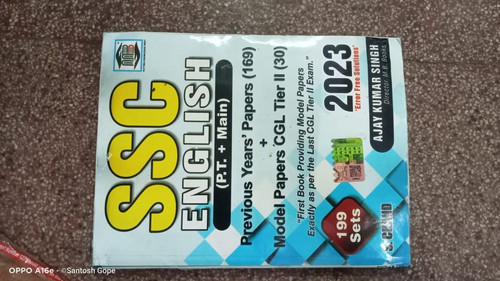 SSC
ENGLISH
(P.T. + Main)
Previous Years' Papers (169)
+
Model Papers CGL Tier II (30)
"First Book Providing Model Papers
Exactly as per the Last CGL Tier II Exam."
2023
'Error Free Solutions'
199
Sets
AJAY KUMAR SINGH
Director, M.B. Books
S. CHAND
OPPO A16e · ©Santosh Gope